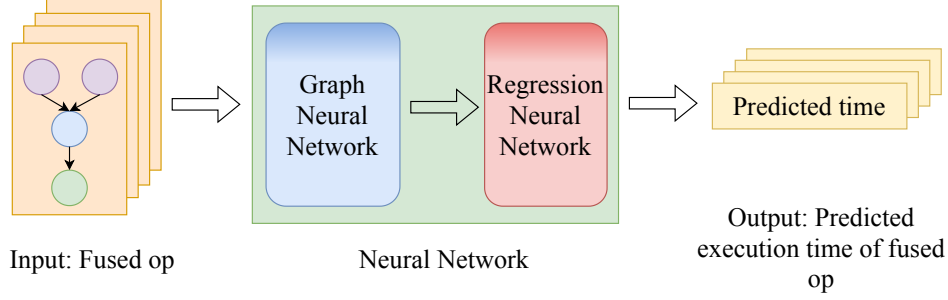 Graph
Neural
Network
Regression
Neural
Network
Predicted time
Input: Fused op
Neural Network
Output: Predicted
execution time of fused
op